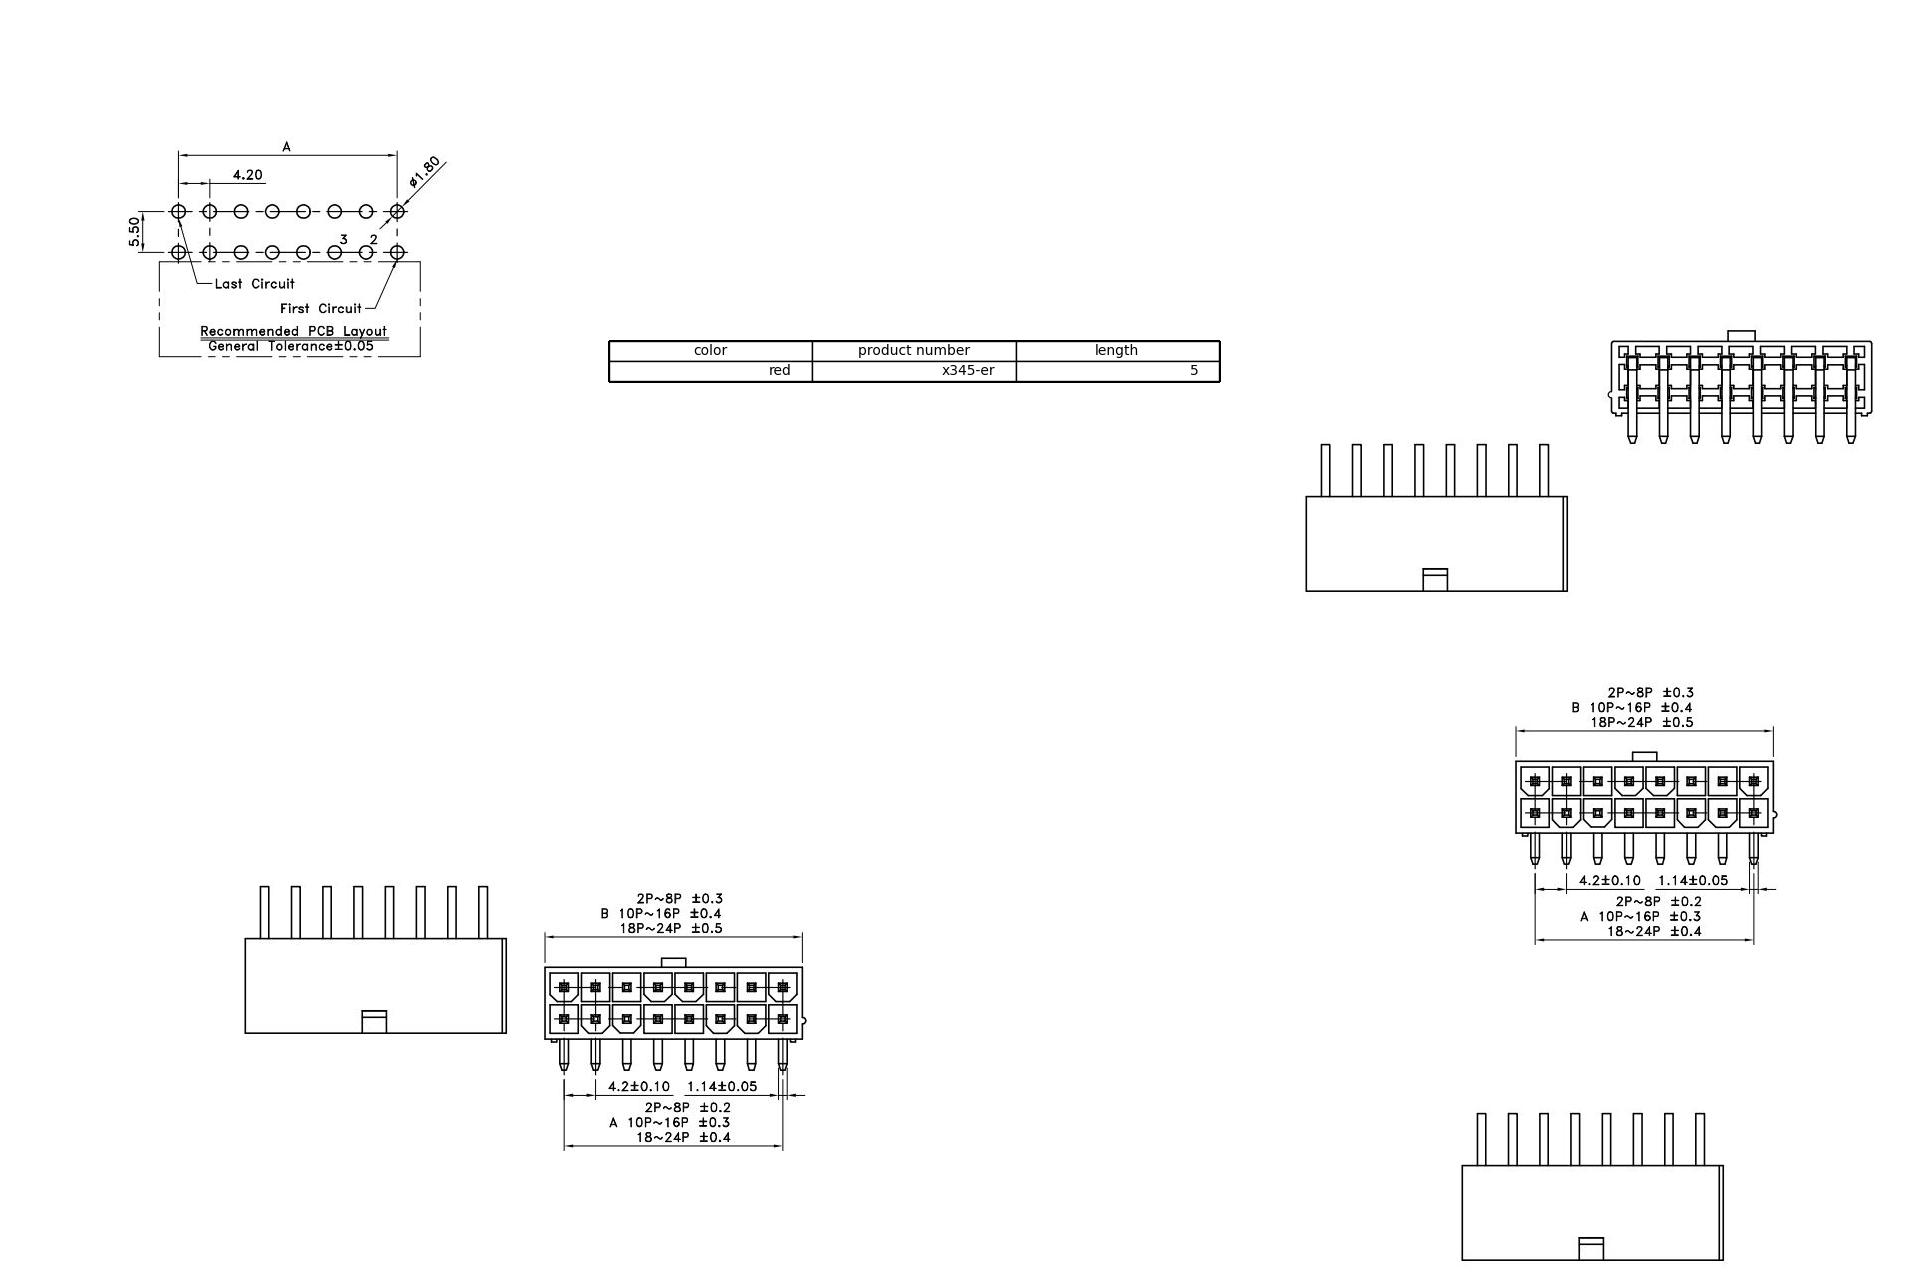 A
4.20
ø1.80
5.50
3 2
Last Circuit
First Circuit
Recommended PCB Layout
General Tolerance±0.05
color product number length
red x345-er 5
2P~8P ±0.3
B 10P~16P ±0.4
18P~24P ±0.5
4.2±0.10 1.14±0.05
2P~8P ±0.2
A 10P~16P ±0.3
18~24P ±0.4
2P~8P ±0.3
B 10P~16P ±0.4
18P~24P ±0.5
4.2±0.10 1.14±0.05
2P~8P ±0.2
A 10P~16P ±0.3
18~24P ±0.4